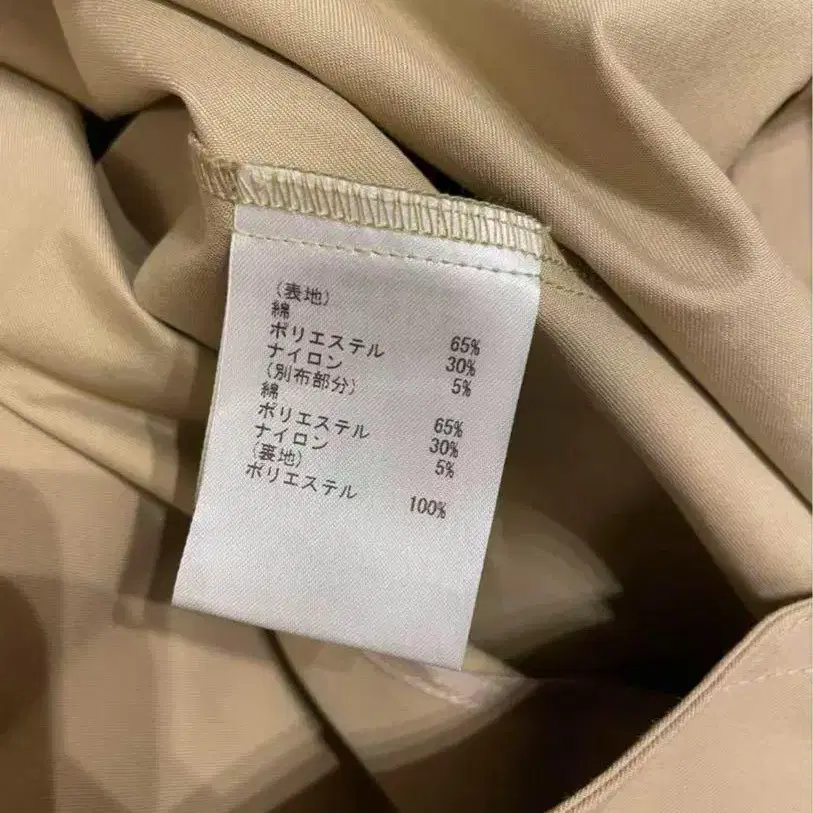 (表地)
綿 65%
ポリエステル 30%
ナイロン 5%
(別布部分)
綿 65%
ポリエステル 30%
ナイロン 5%
(裏地)
ポリエステル 100%